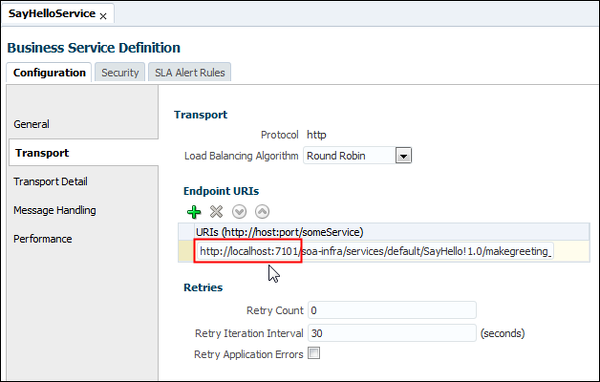 SayHelloService ×
Business Service Definition
Configuration Security SLA Alert Rules
General
Transport
Transport Detail
Message Handling
Performance
Transport
Protocol http
Load Balancing Algorithm Round Robin
Endpoint URIs
URIs (http://host:port/someService)
http://localhost:7101/soa-infra/services/default/SayHello!1.0/makegreeting_
Retries
Retry Count 0
Retry Iteration Interval 30 (seconds)
Retry Application Errors